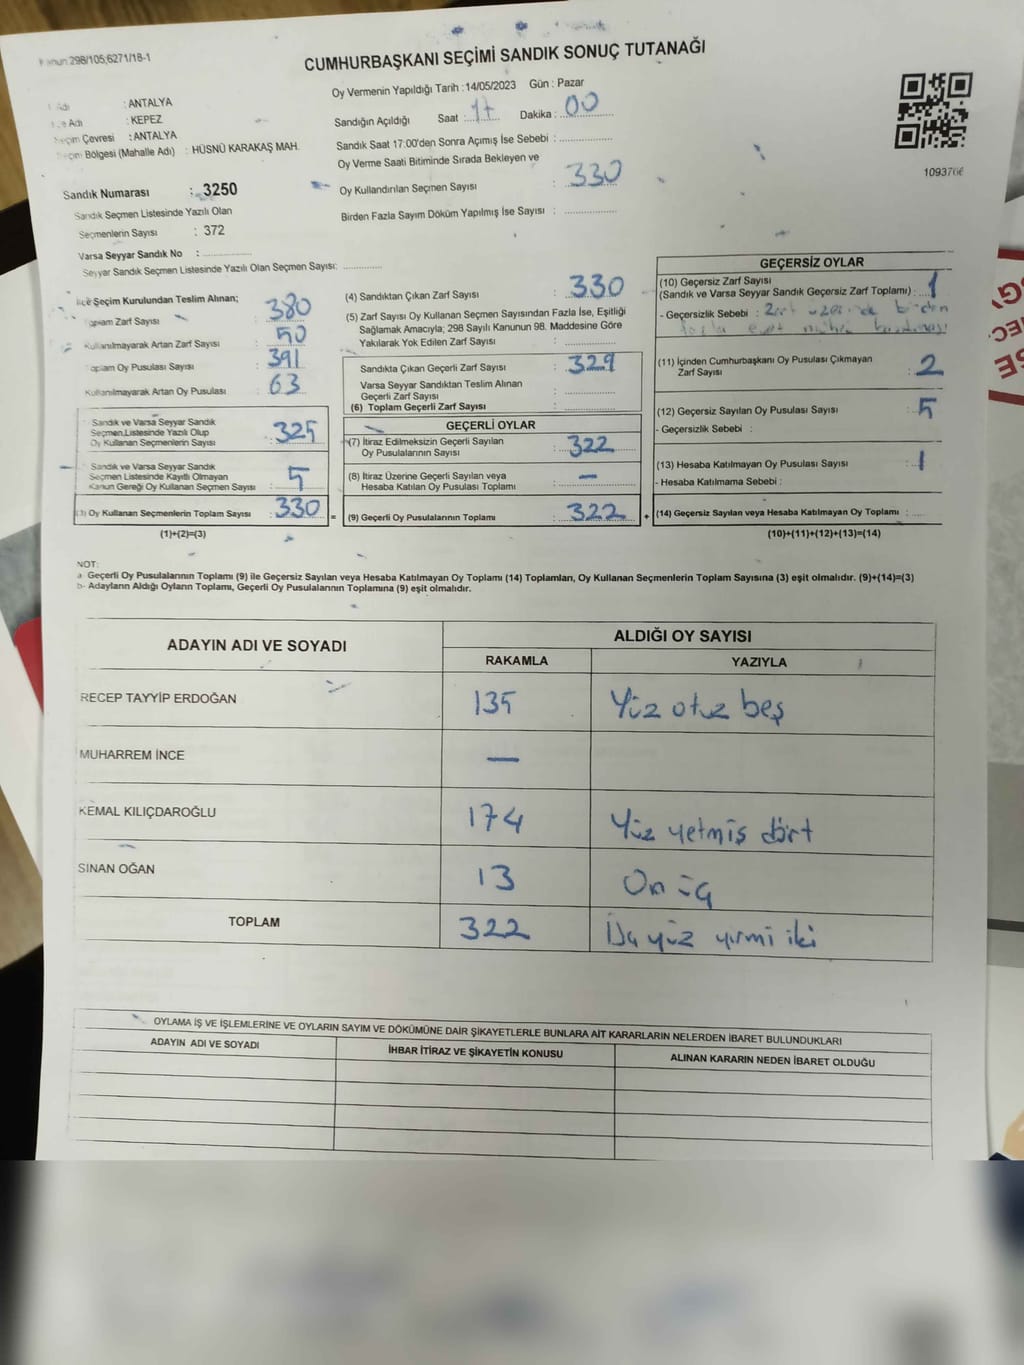 298/105;6271/18-1
CUMHURBAŞKANI SEÇİMİ SANDIK SONUÇ TUTANAĞI
Adı : ANTALYA
Adı : KEPEZ
Seçim Çevresi : ANTALYA
Bölgesi (Mahalle Adı) : HÜSNÜ KARAKAŞ MAH.
Sandık Numarası : 3250
Sandık Seçmen Listesinde Yazılı Olan
Seçmenlerin Sayısı : 372
Varsa Seyyar Sandık No :
Seyyar Sandık Seçmen Listesinde Yazılı Olan Seçmen Sayısı:
Oy Vermenin Yapıldığı Tarih :14/05/2023 Gün : Pazar
Sandığın Açıldığı Saat : 17 Dakika : 00
Sandık Saat 17:00'den Sonra Açımış İse Sebebi :
Oy Verme Saati Bitiminde Sırada Bekleyen ve
Oy Kullandırılan Seçmen Sayısı : 330
Birden Fazla Sayım Döküm Yapılmış İse Sayısı :
1093766
Seçim Kurulundan Teslim Alınan;
Toplam Zarf Sayısı : 380
Kullanılmayarak Artan Zarf Sayısı : 50
Toplam Oy Pusulası Sayısı : 391
Kullanılmayarak Artan Oy Pusulası : 63
Sandık ve Varsa Seyyar Sandık
Seçmen Listesinde Yazılı Olup
Oy Kullanan Seçmenlerin Sayısı : 325
Sandık ve Varsa Seyyar Sandık
Seçmen Listesinde Kayıtlı Olmayan
Kanun Gereği Oy Kullanan Seçmen Sayısı : 5
(3) Oy Kullanan Seçmenlerin Toplam Sayısı : 330
(1)+(2)=(3)
(4) Sandıktan Çıkan Zarf Sayısı : 330
(5) Zarf Sayısı Oy Kullanan Seçmen Sayısından Fazla İse, Eşitliği
Sağlamak Amacıyla; 298 Sayılı Kanunun 98. Maddesine Göre
Yakılarak Yok Edilen Zarf Sayısı :
Sandıkta Çıkan Geçerli Zarf Sayısı : 329
Varsa Seyyar Sandıktan Teslim Alınan
Geçerli Zarf Sayısı :
(6) Toplam Geçerli Zarf Sayısı :
GEÇERLİ OYLAR
(7) İtiraz Edilmeksizin Geçerli Sayılan
Oy Pusulalarının Sayısı : 322
(8) İtiraz Üzerine Geçerli Sayılan veya
Hesaba Katılan Oy Pusulası Toplamı : —
= (9) Geçerli Oy Pusulalarının Toplamı : 322
GEÇERSİZ OYLAR
(10) Geçersiz Zarf Sayısı
(Sandık ve Varsa Seyyar Sandık Geçersiz Zarf Toplamı) : 1
- Geçersizlik Sebebi : Zarf üzerinde birden
fazla evet mührü
(11) İçinden Cumhurbaşkanı Oy Pusulası Çıkmayan
Zarf Sayısı : 2
(12) Geçersiz Sayılan Oy Pusulası Sayısı : 5
- Geçersizlik Sebebi :
(13) Hesaba Katılmayan Oy Pusulası Sayısı : 1
- Hesaba Katılmama Sebebi :
+ (14) Geçersiz Sayılan veya Hesaba Katılmayan Oy Toplamı :
(10)+(11)+(12)+(13)=(14)
NOT:
a Geçerli Oy Pusulalarının Toplamı (9) ile Geçersiz Sayılan veya Hesaba Katılmayan Oy Toplamı (14) Toplamları, Oy Kullanan Seçmenlerin Toplam Sayısına (3) eşit olmalıdır. (9)+(14)=(3)
b- Adayların Aldığı Oyların Toplamı, Geçerli Oy Pusulalarının Toplamına (9) eşit olmalıdır.
ADAYIN ADI VE SOYADI ALDIĞI OY SAYISI
RAKAMLA YAZIYLA
RECEP TAYYİP ERDOĞAN 135 Yüz otuz beş
MUHARREM İNCE —
KEMAL KILIÇDAROĞLU 174 Yüz yetmiş dört
SİNAN OĞAN 13 On üç
TOPLAM 322 Üç yüz yirmi iki
OYLAMA İŞ VE İŞLEMLERİNE VE OYLARIN SAYIM VE DÖKÜMÜNE DAİR ŞİKAYETLERLE BUNLARA AİT KARARLARIN NELERDEN İBARET BULUNDUKLARI
ADAYIN ADI VE SOYADI İHBAR İTİRAZ VE ŞİKAYETİN KONUSU ALINAN KARARIN NEDEN İBARET OLDUĞU